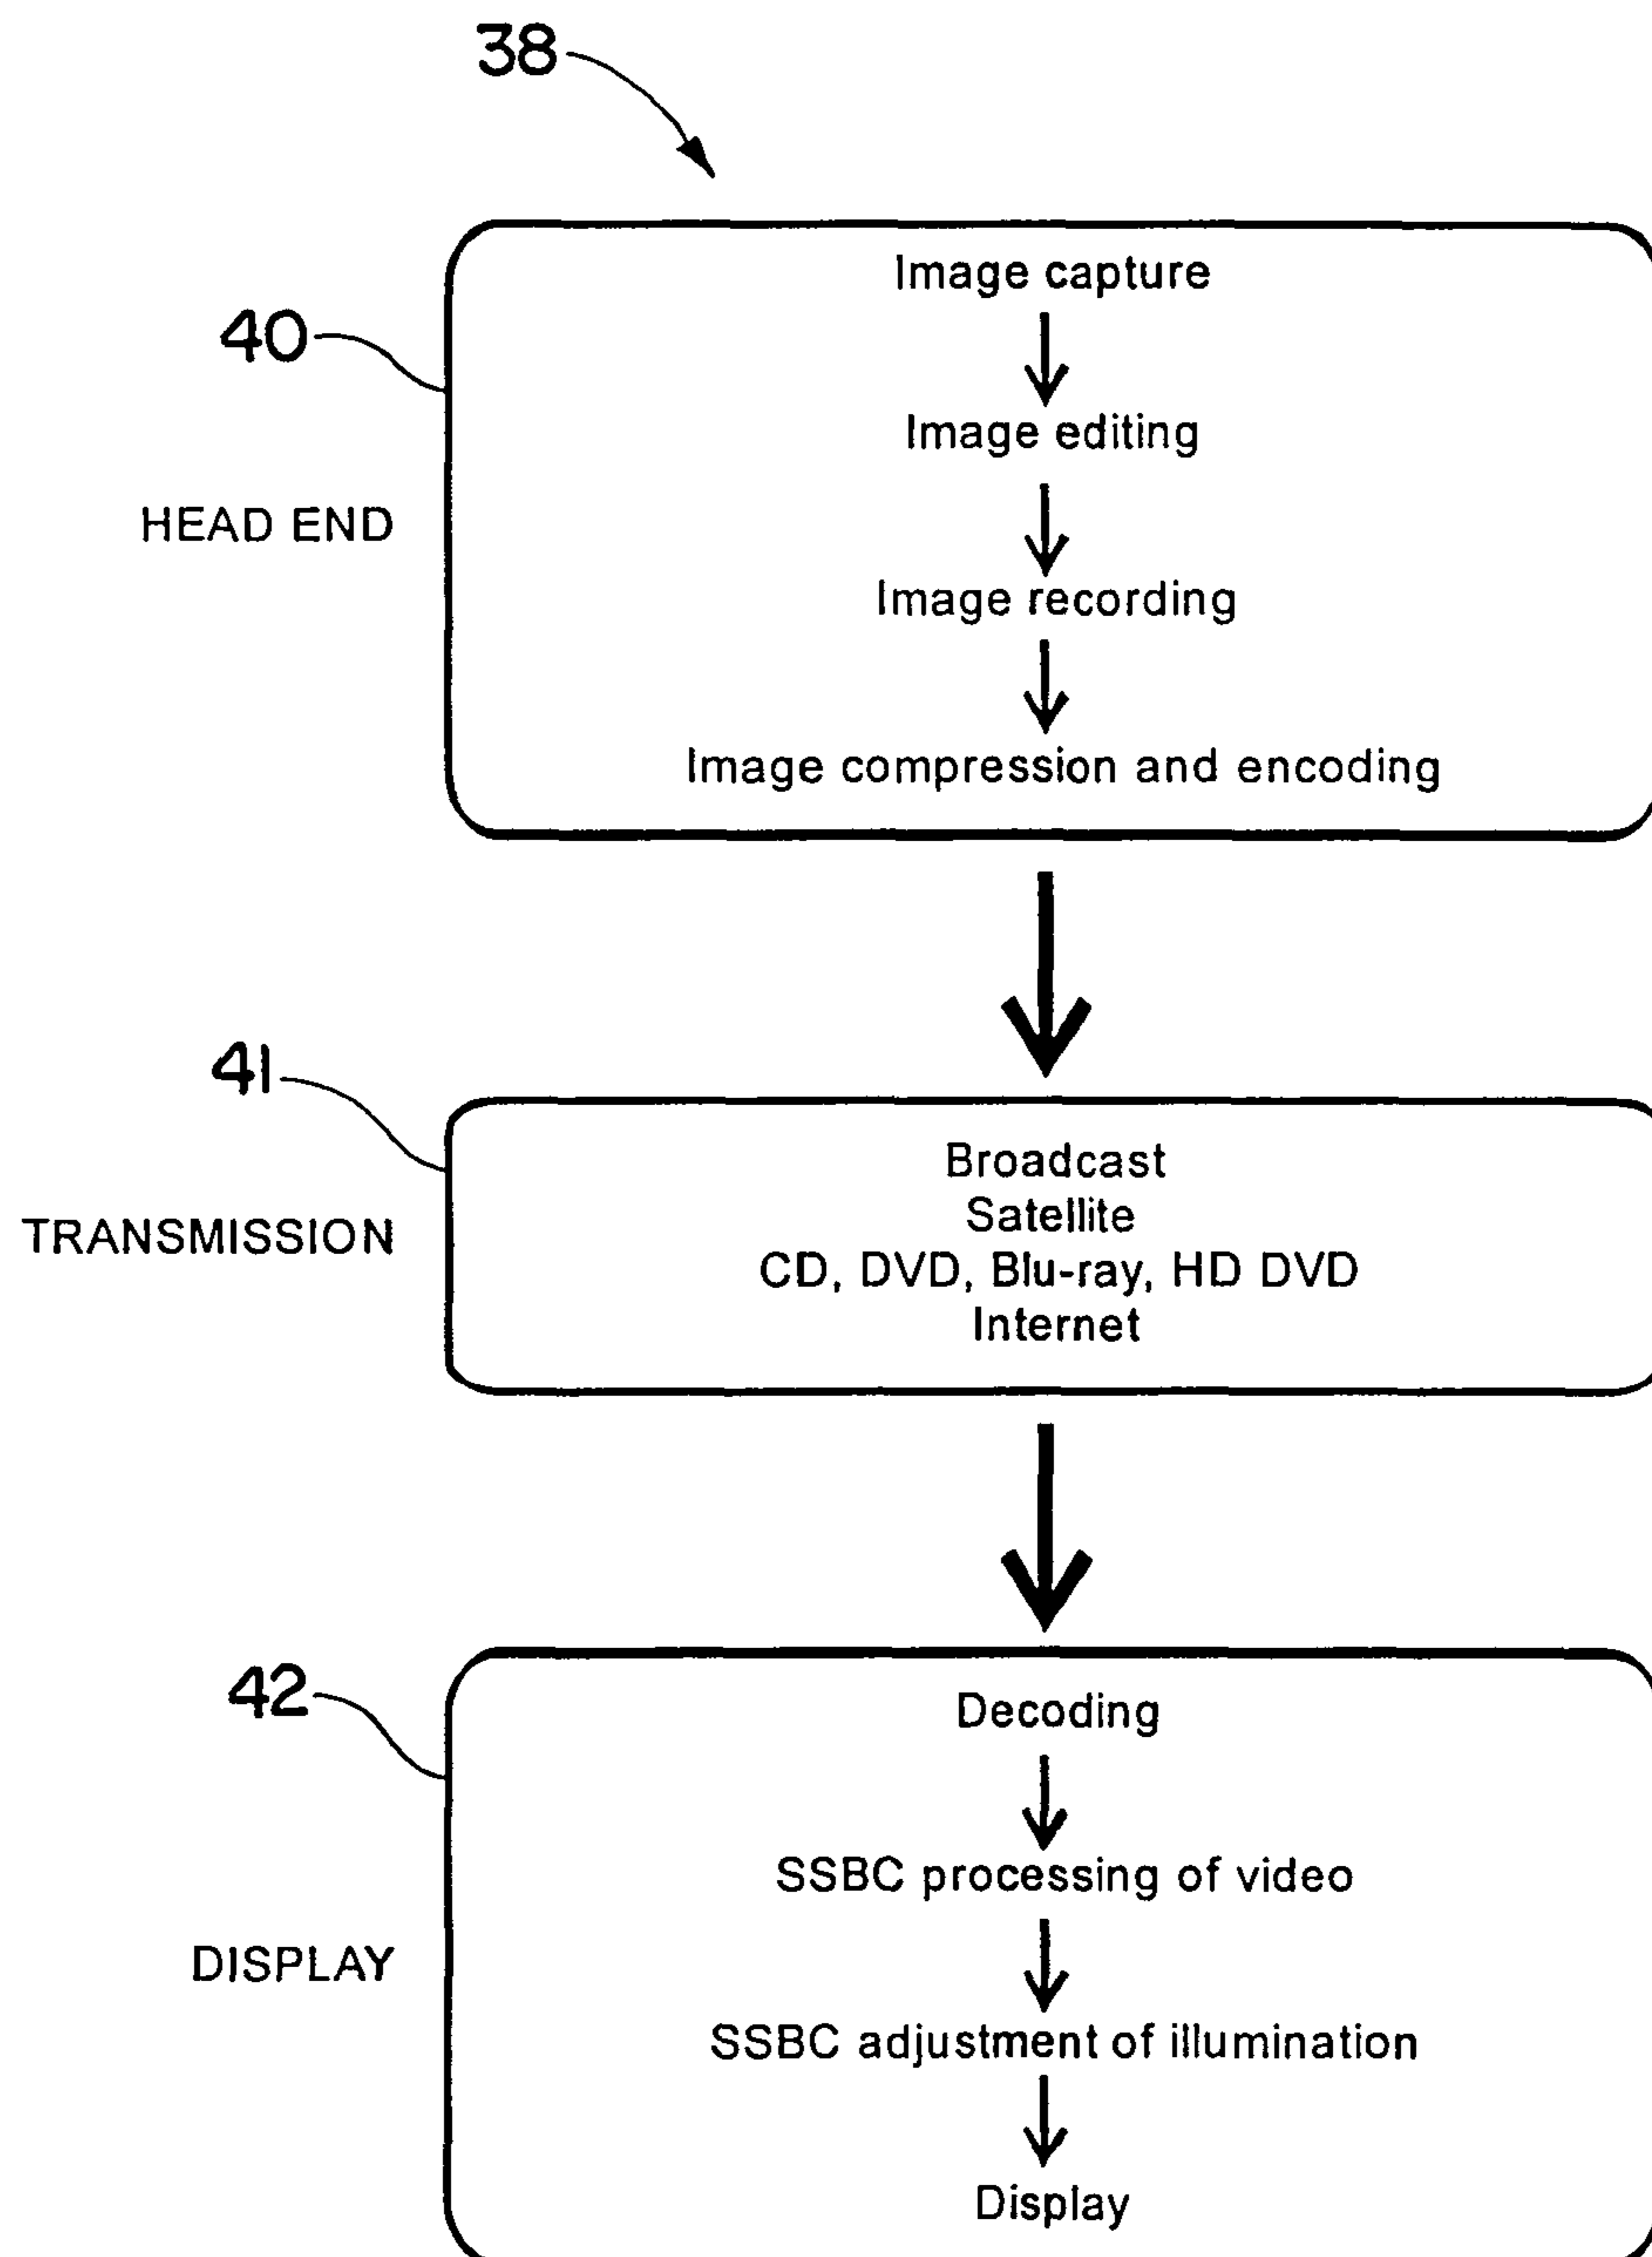 38
40
HEAD END
Image capture
Image editing
Image recording
Image compression and encoding
41
TRANSMISSION
Broadcast
Satellite
CD, DVD, Blu-ray, HD DVD
Internet
42
DISPLAY
Decoding
SSBC processing of video
SSBC adjustment of illumination
Display